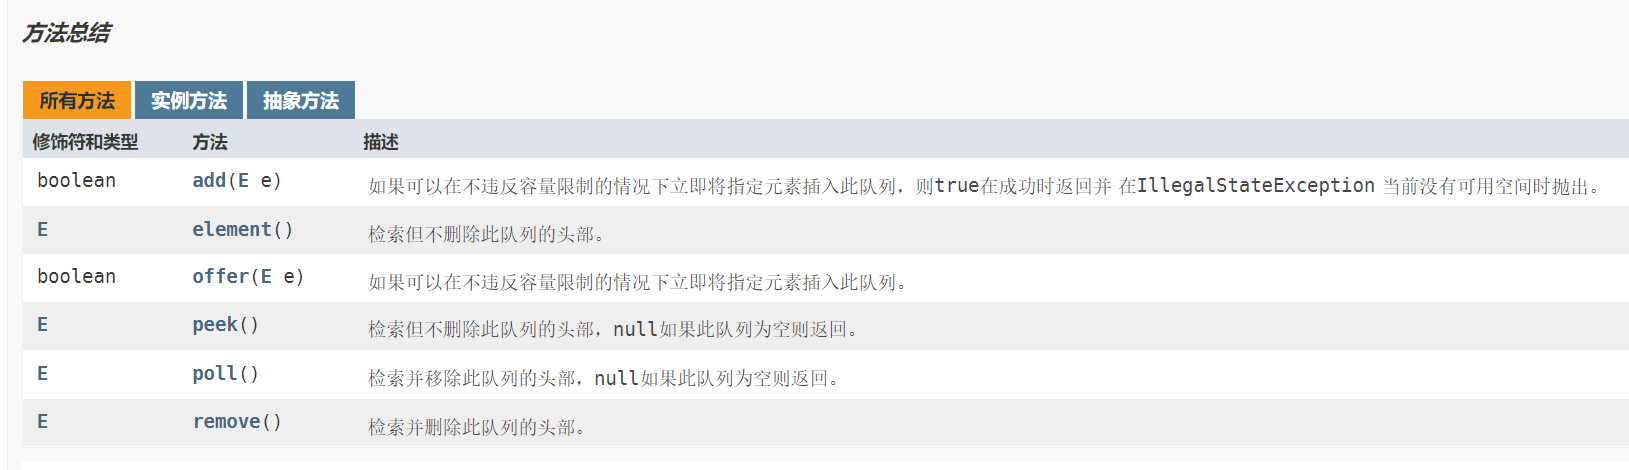 方法总结
所有方法 实例方法 抽象方法
修饰符和类型 方法 描述
boolean add(E e) 如果可以在不违反容量限制的情况下立即将指定元素插入此队列，则true在成功时返回并 在IllegalStateException 当前没有可用空间时抛出。
E element() 检索但不删除此队列的头部。
boolean offer(E e) 如果可以在不违反容量限制的情况下立即将指定元素插入此队列。
E peek() 检索但不删除此队列的头部，null如果此队列为空则返回。
E poll() 检索并移除此队列的头部，null如果此队列为空则返回。
E remove() 检索并删除此队列的头部。